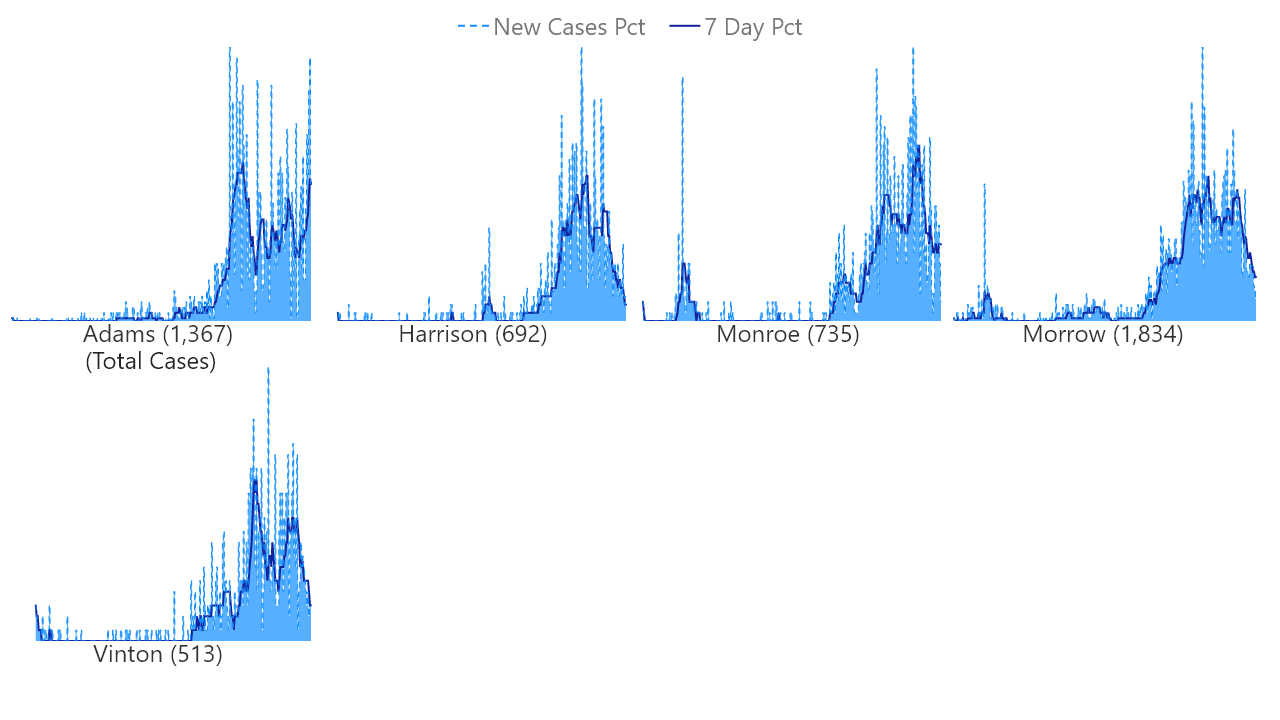 New Cases Pct 7 Day Pct
Adams (1,367) Harrison (692) Monroe (735) Morrow (1,834)
(Total Cases)
Vinton (513)